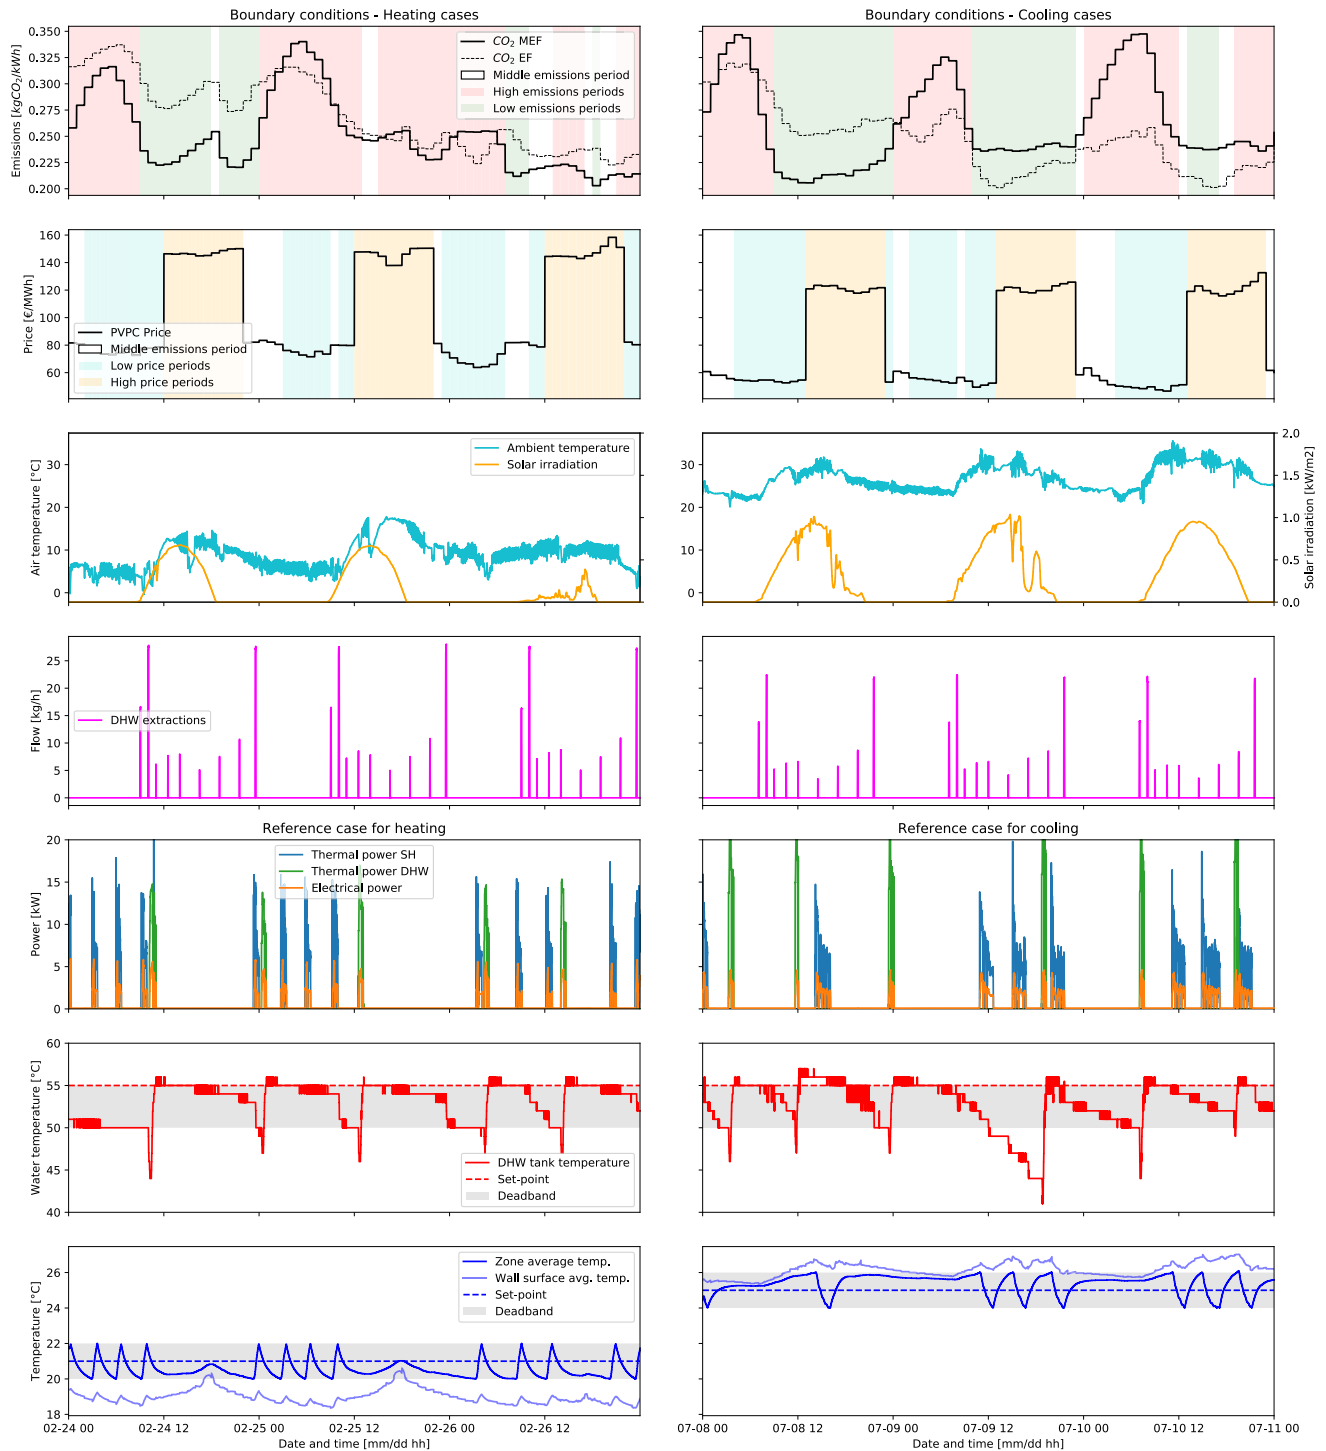 Boundary conditions - Heating cases
Boundary conditions - Cooling cases
Emissions [kgCO2/kWh]
0.350
0.325
0.300
0.275
0.250
0.225
0.200
CO2 MEF
CO2 EF
Middle emissions period
High emissions periods
Low emissions periods
Price [€/MWh]
160
140
120
100
80
60
PVPC Price
Middle emissions period
Low price periods
High price periods
Air temperature [°C]
30
20
10
0
Ambient temperature
Solar irradiation
2.0
1.5
1.0
0.5
0.0
Solar irradiation [kW/m2]
Flow [kg/h]
25
20
15
10
5
0
DHW extractions
Reference case for heating
Reference case for cooling
Power [kW]
20
15
10
5
0
Thermal power SH
Thermal power DHW
Electrical power
Water temperature [°C]
60
55
50
45
40
DHW tank temperature
Set-point
Deadband
Temperature [°C]
26
24
22
20
18
Zone average temp.
Wall surface avg. temp.
Set-point
Deadband
02-24 00
02-24 12
02-25 00
02-25 12
02-26 00
02-26 12
Date and time [mm/dd hh]
07-08 00
07-08 12
07-09 00
07-09 12
07-10 00
07-10 12
07-11 00
Date and time [mm/dd hh]